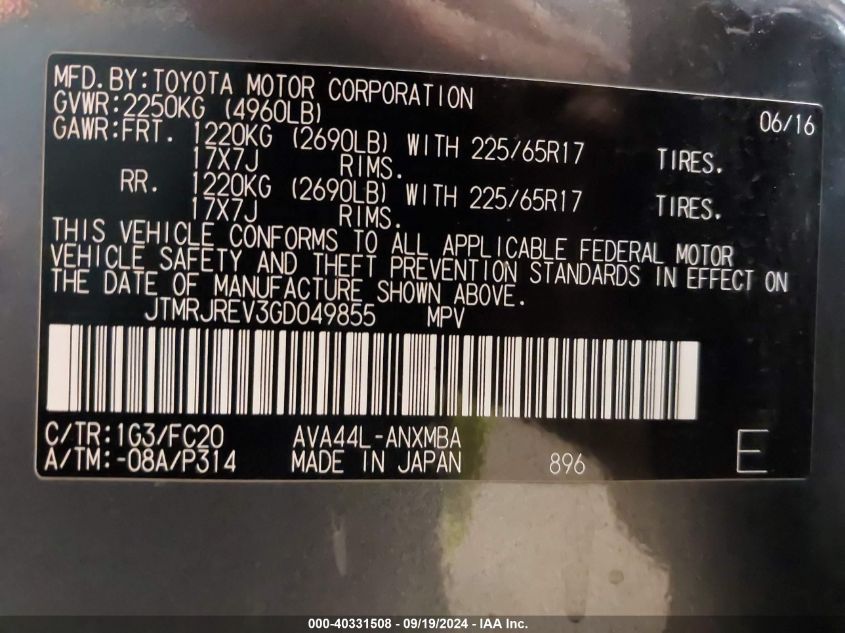 MFD.BY:TOYOTA MOTOR CORPORATION 06/16
GVWR:2250KG (4960LB)
GAWR:FRT. 1220KG (2690LB) WITH 225/65R17 TIRES.
17X7J RIMS.
RR. 1220KG (2690LB) WITH 225/65R17 TIRES.
17X7J RIMS.
THIS VEHICLE CONFORMS TO ALL APPLICABLE FEDERAL MOTOR
VEHICLE SAFETY AND THEFT PREVENTION STANDARDS IN EFFECT ON
THE DATE OF MANUFACTURE SHOWN ABOVE.
JTMRJREV3GD049855 MPV
C/TR:1G3/FC20 AVA44L-ANXMBA
A/TM:-08A/P314 MADE IN JAPAN 896 E
000-40331508 - 09/19/2024 - IAA Inc.